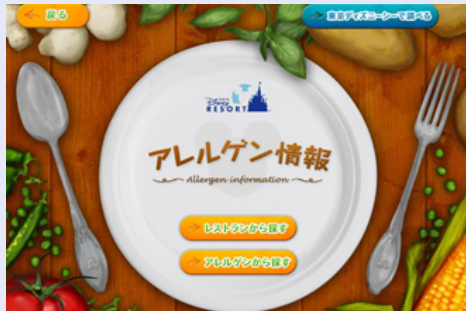 戻る
東京ディズニーシーで調べる
Disney
RESORT
アレルゲン情報
Allergen information
レストランから探す
アレルゲンから探す